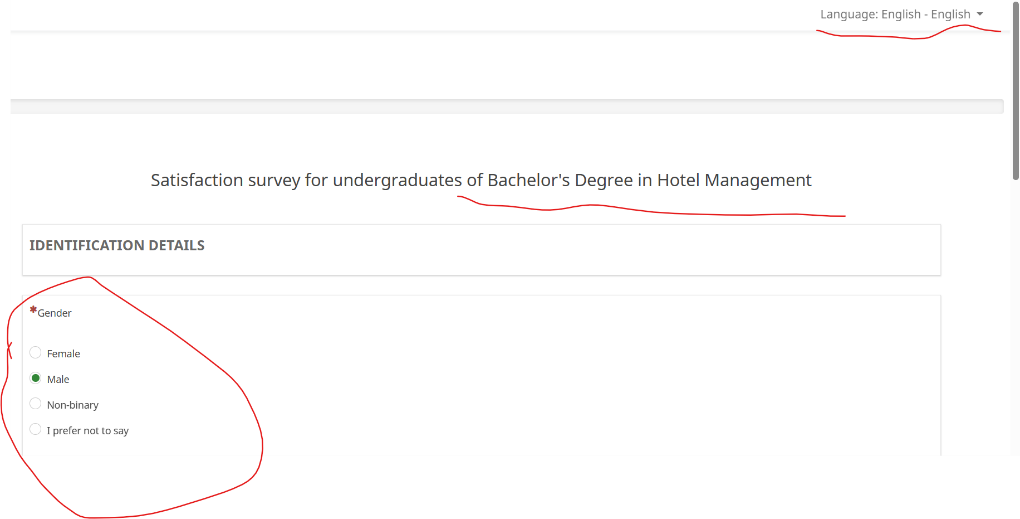 Language: English - English
Satisfaction survey for undergraduates of Bachelor's Degree in Hotel Management
IDENTIFICATION DETAILS
*Gender
Female
Male
Non-binary
I prefer not to say